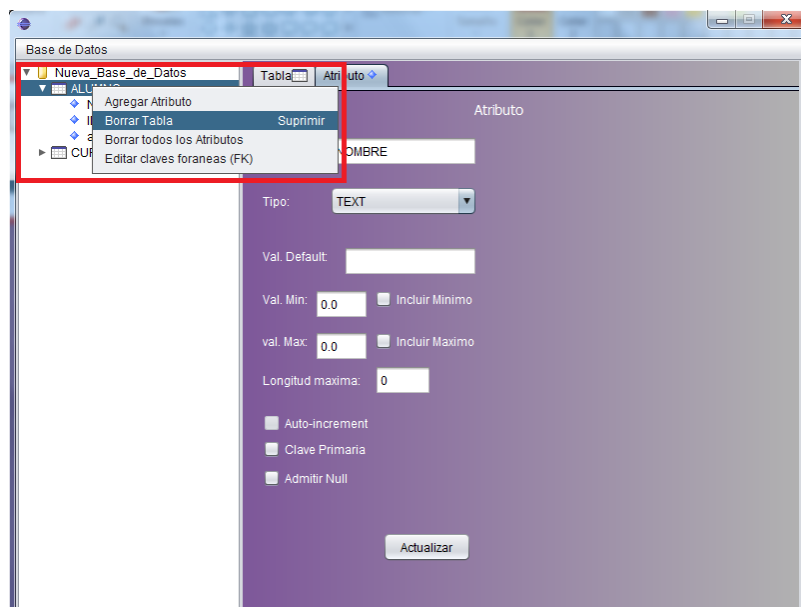 Base de Datos
Nueva_Base_de_Datos
Agregar Atributo
Borrar Tabla Suprimir
Borrar todos los Atributos
Editar claves foraneas (FK)
Tabla Atributo
Atributo
NOMBRE
Tipo: TEXT
Val. Default:
Val. Min: 0.0 Incluir Minimo
val. Max: 0.0 Incluir Maximo
Longitud maxima: 0
Auto-increment
Clave Primaria
Admitir Null
Actualizar